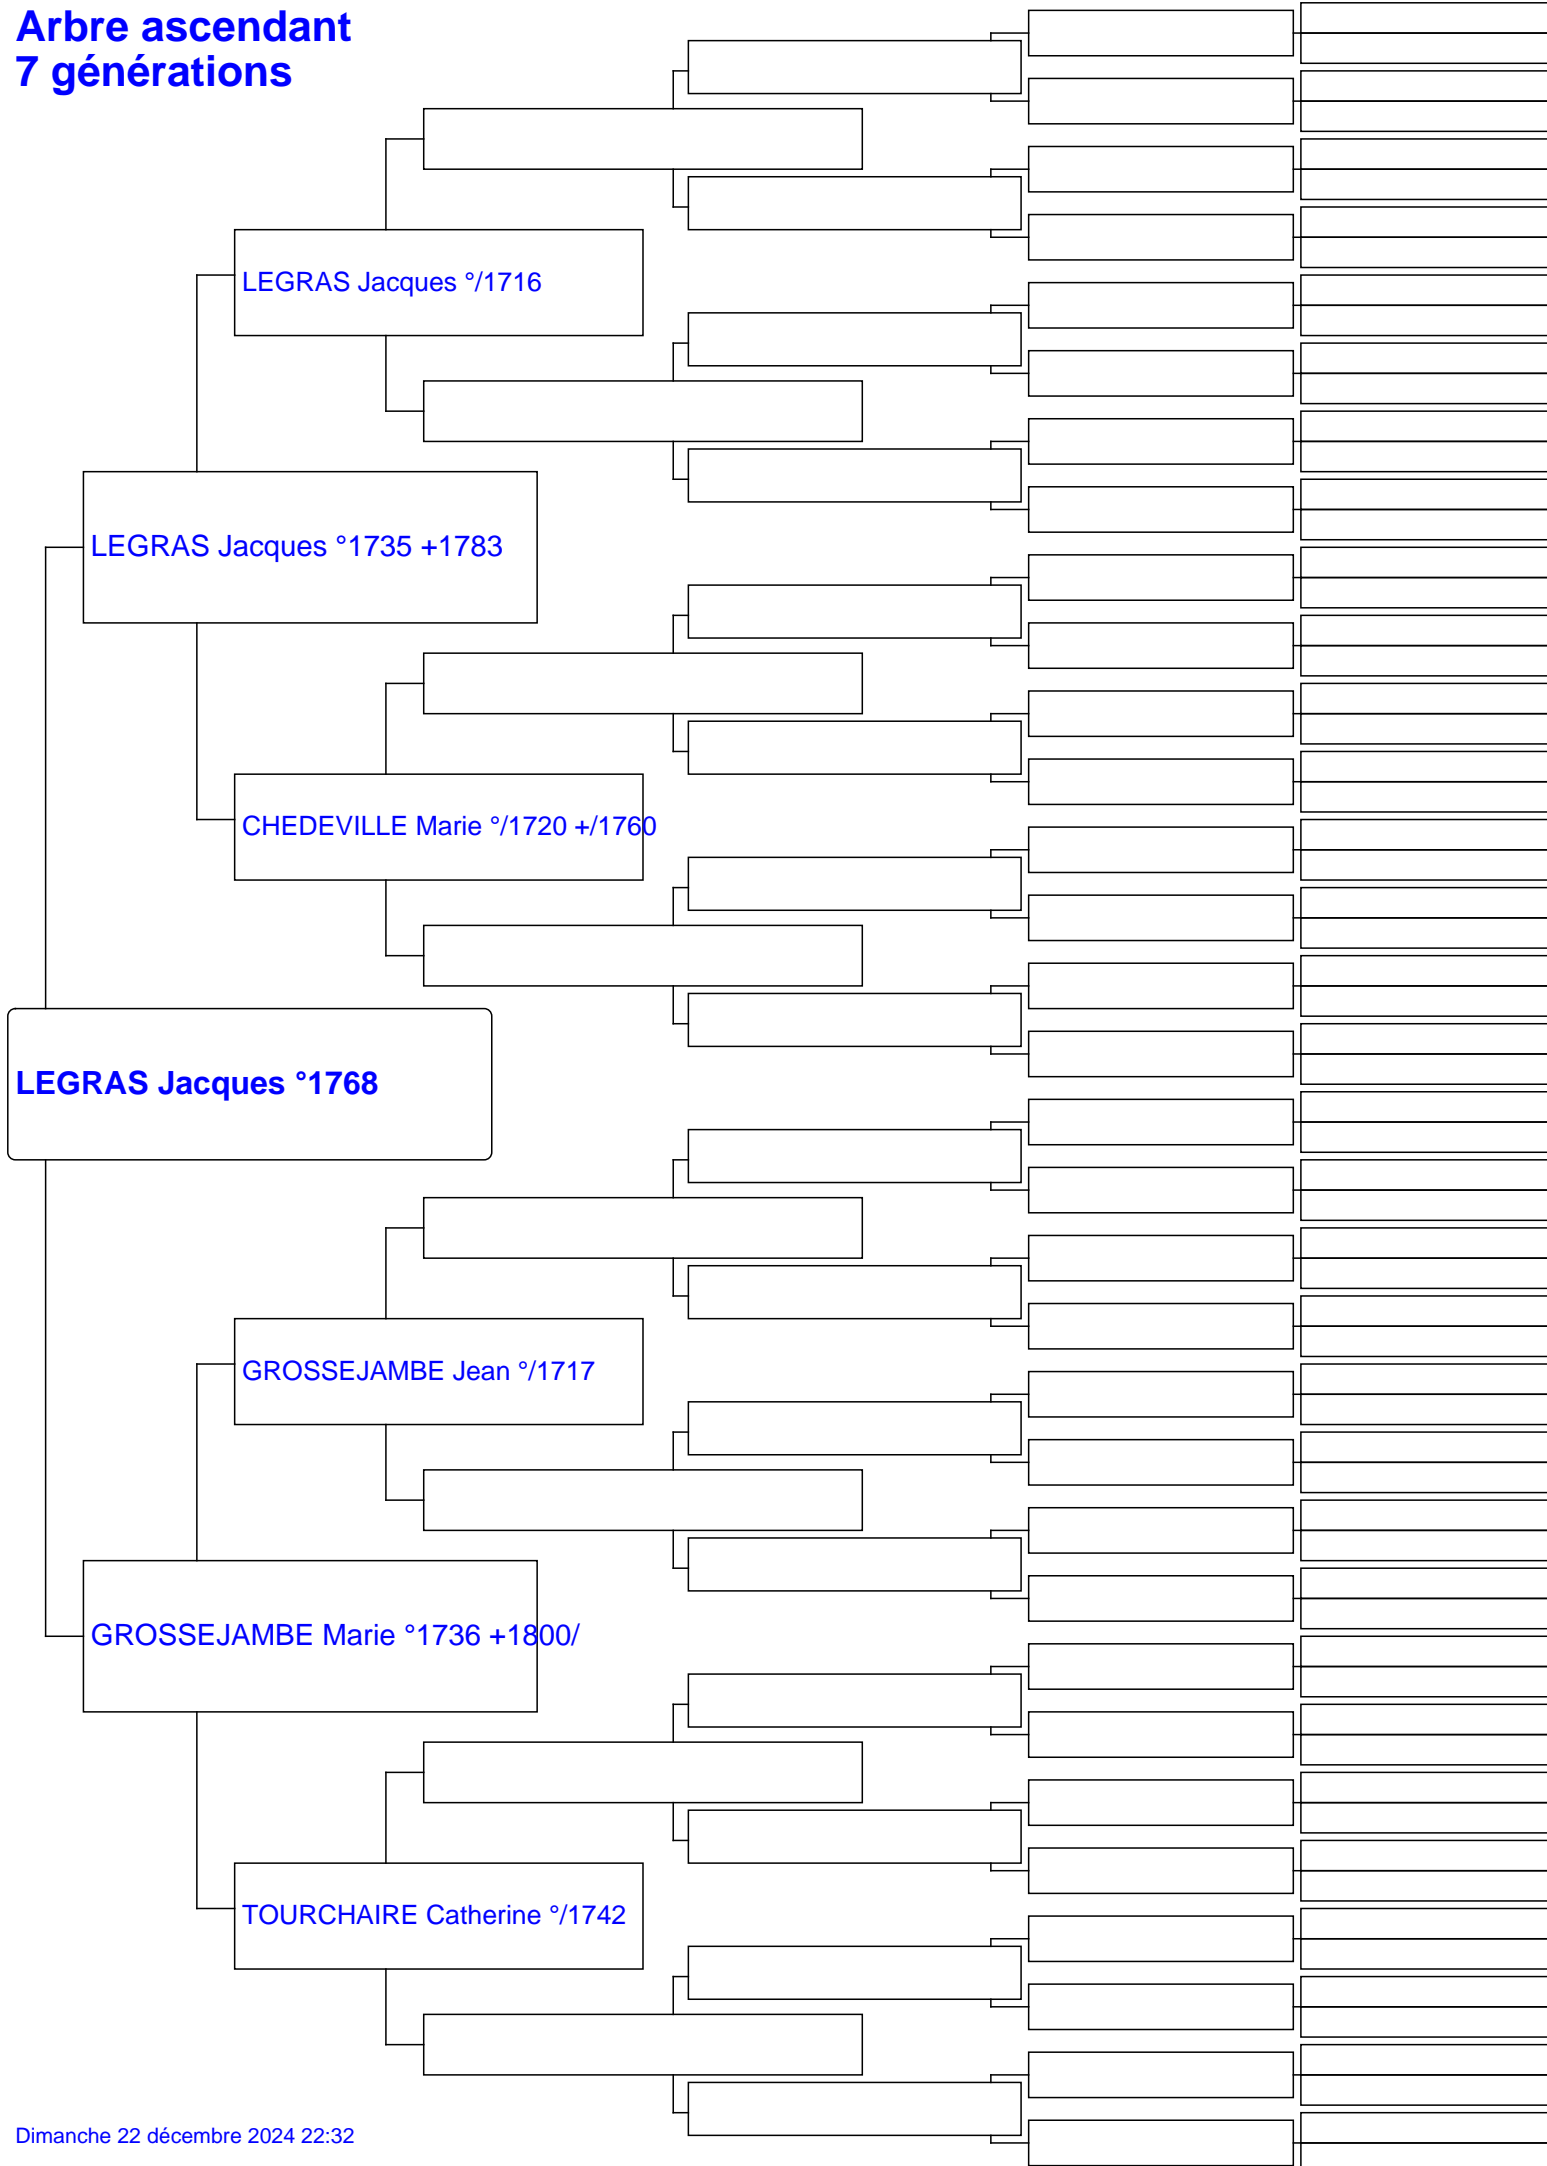 Arbre ascendant
7 générations
LEGRAS Jacques °/1716
LEGRAS Jacques °1735 +1783
CHEDEVILLE Marie °/1720 +/1760
LEGRAS Jacques °1768
GROSSEJAMBE Jean °/1717
GROSSEJAMBE Marie °1736 +1800/
TOURCHAIRE Catherine °/1742
Dimanche 22 décembre 2024 22:32